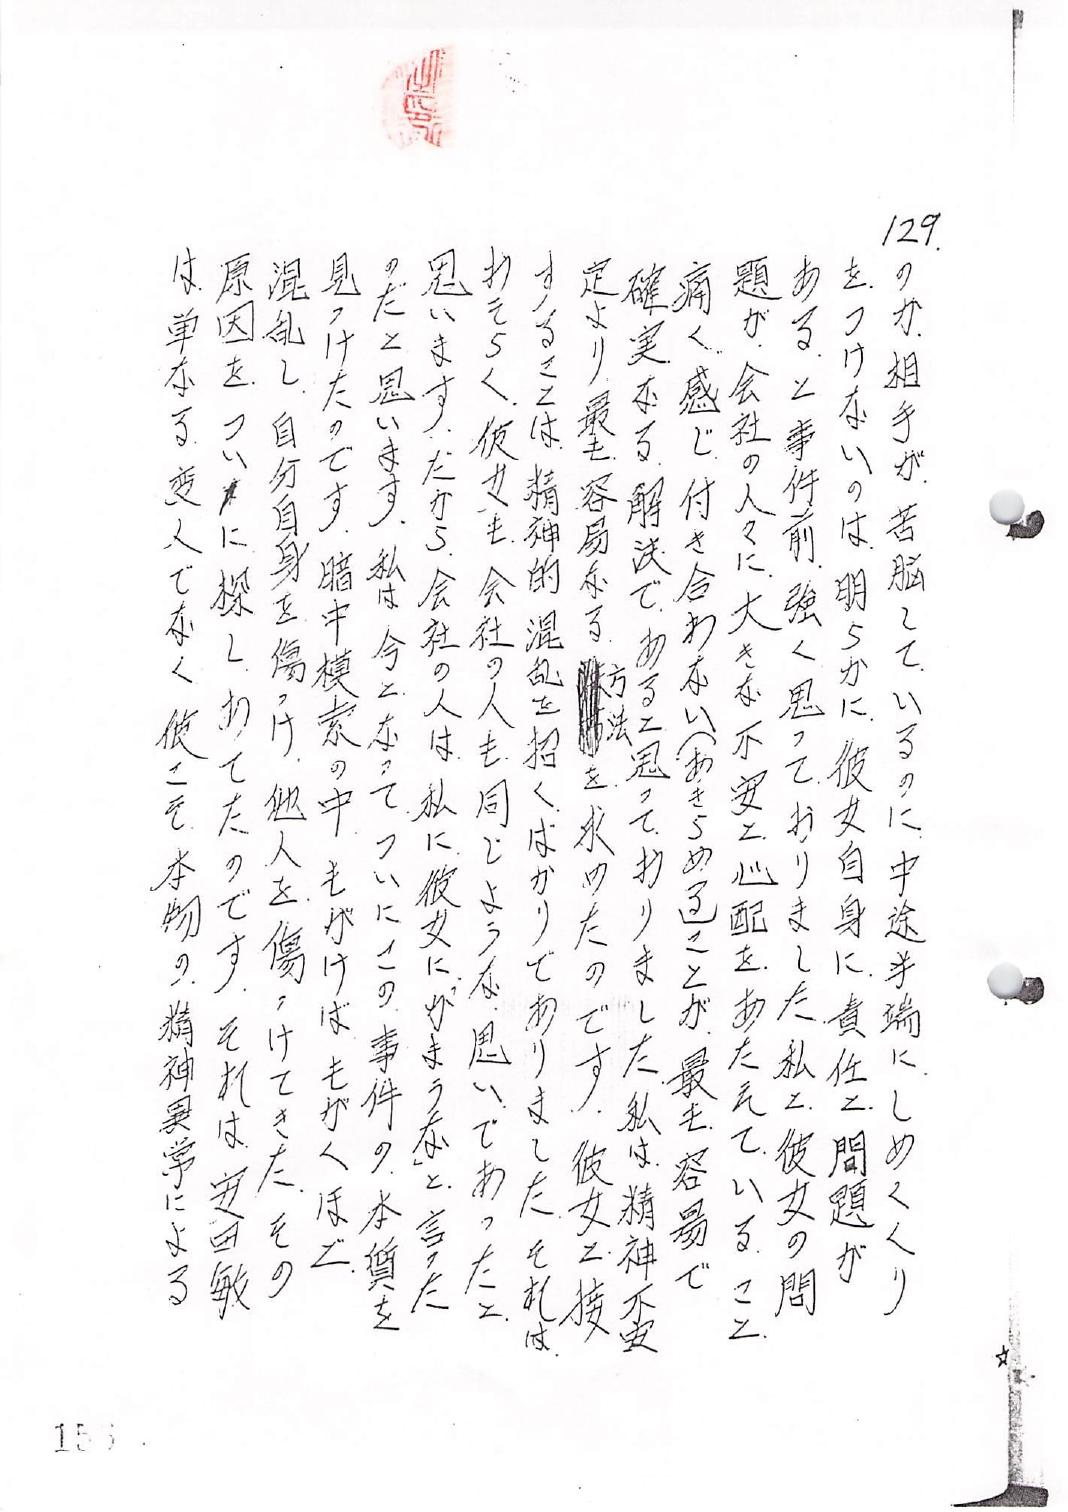 129.
のか、相手が、苦脳して、いるのに、中途半端にしめくくり
をつけないのは、明らかに、彼女自身に、責任と、問題が
ある、と事件前、強く思って、おりました、私と、彼女の問
題が、会社の人々に、大きな不安と心配を、あたえている、こと、
痛く、感じ、付き合わない(あきらめる)ことが、最も、容易で
確実なる、解決で、あると思って、おりました、私は、精神不安
定より、最も、容易なる、方法を求めたのです、彼女と、接
することは、精神的、混乱を招く、ばかりでありました、それは、
おそらく、彼女も、会社の人も同じような、思い、であったと、
思います、だから、会社の人は、私に、彼女に、「かまうな」と、言った
のだと思います、私は、今と、なって、ついにこの、事件の、本質を
見つけたのです、暗中模索の中、もがけば、もがくほど、
混乱し、自分自身を、傷つけ、他人を、傷つけてきた、その
原因を、ついに、探し、あてたのです、それは、安田敏
は、単なる、変人でなく、彼こそ、本物の、精神異常による
15